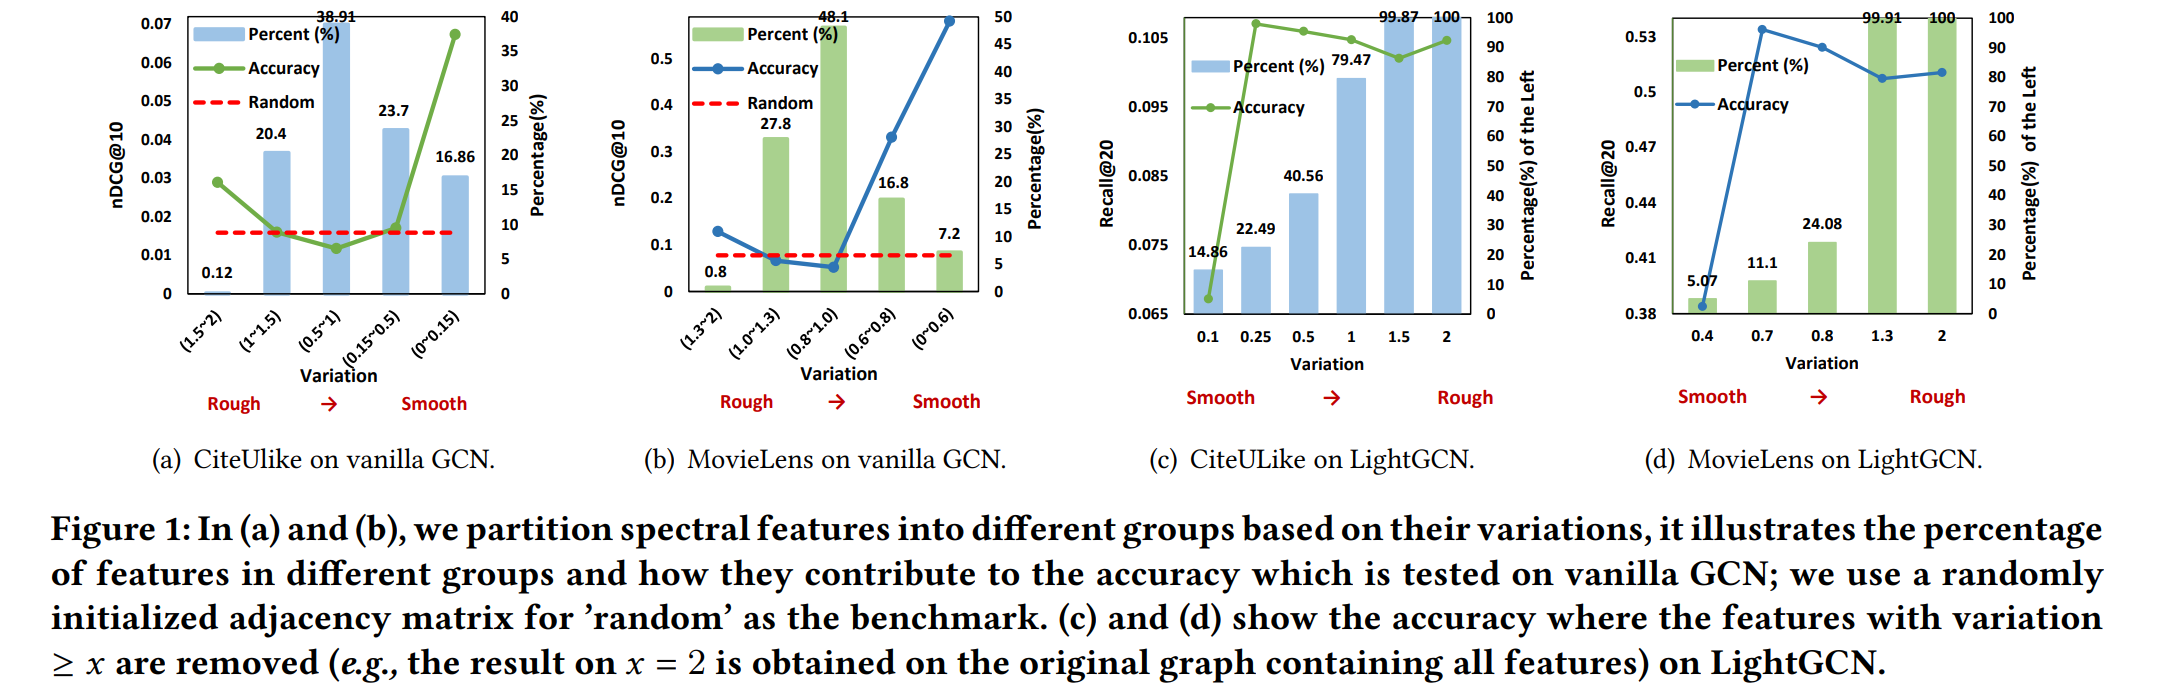 0.07
0.06
0.05
0.04
0.03
0.02
0.01
0
nDCG@10
Percent (%)
Accuracy
Random
0.12
20.4
38.91
23.7
16.86
40
35
30
25
20
15
10
5
0
Percentage(%)
(1.5~2)
(1~1.5)
(0.5~1)
(0.15~0.5)
(0~0.15)
Variation
Rough → Smooth
(a) CiteUlike on vanilla GCN.
0.5
0.4
0.3
0.2
0.1
0
nDCG@10
Percent (%)
Accuracy
Random
0.8
27.8
48.1
16.8
7.2
50
45
40
35
30
25
20
15
10
5
0
Percentage(%)
(1.3~2)
(1.0~1.3)
(0.8~1.0)
(0.6~0.8)
(0~0.6)
Variation
Rough → Smooth
(b) MovieLens on vanilla GCN.
0.105
0.095
0.085
0.075
0.065
Recall@20
Percent (%)
Accuracy
14.86
22.49
40.56
79.47
99.87
100
100
90
80
70
60
50
40
30
20
10
0
Percentage(%) of the Left
0.1 0.25 0.5 1 1.5 2
Variation
Smooth → Rough
(c) CiteULike on LightGCN.
0.53
0.5
0.47
0.44
0.41
0.38
Recall@20
Percent (%)
Accuracy
5.07
11.1
24.08
99.91
100
100
90
80
70
60
50
40
30
20
10
0
Percentage(%) of the Left
0.4 0.7 0.8 1.3 2
Variation
Smooth → Rough
(d) MovieLens on LightGCN.
Figure 1: In (a) and (b), we partition spectral features into different groups based on their variations, it illustrates the percentage
of features in different groups and how they contribute to the accuracy which is tested on vanilla GCN; we use a randomly
initialized adjacency matrix for ’random’ as the benchmark. (c) and (d) show the accuracy where the features with variation
≥ x are removed (e.g., the result on x = 2 is obtained on the original graph containing all features) on LightGCN.